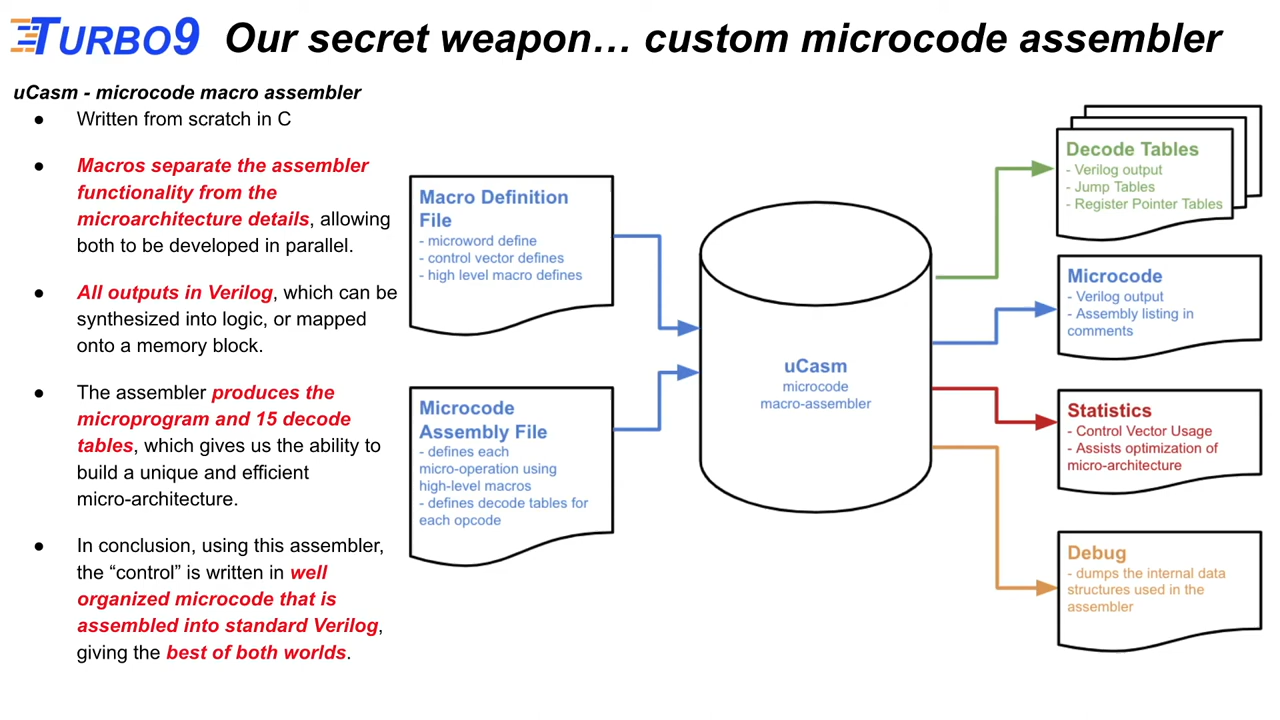 TURBO9
Our secret weapon… custom microcode assembler
uCasm - microcode macro assembler
● Written from scratch in C
● Macros separate the assembler
functionality from the
microarchitecture details, allowing
both to be developed in parallel.
● All outputs in Verilog, which can be
synthesized into logic, or mapped
onto a memory block.
● The assembler produces the
microprogram and 15 decode
tables, which gives us the ability to
build a unique and efficient
micro-architecture.
● In conclusion, using this assembler,
the “control” is written in well
organized microcode that is
assembled into standard Verilog,
giving the best of both worlds.
Macro Definition
File
- microword define
- control vector defines
- high level macro defines
Microcode
Assembly File
- defines each
micro-operation using
high-level macros
- defines decode tables for
each opcode
uCasm
microcode
macro-assembler
Decode Tables
- Verilog output
- Jump Tables
- Register Pointer Tables
Microcode
- Verilog output
- Assembly listing in
comments
Statistics
- Control Vector Usage
- Assists optimization of
micro-architecture
Debug
- dumps the internal data
structures used in the
assembler